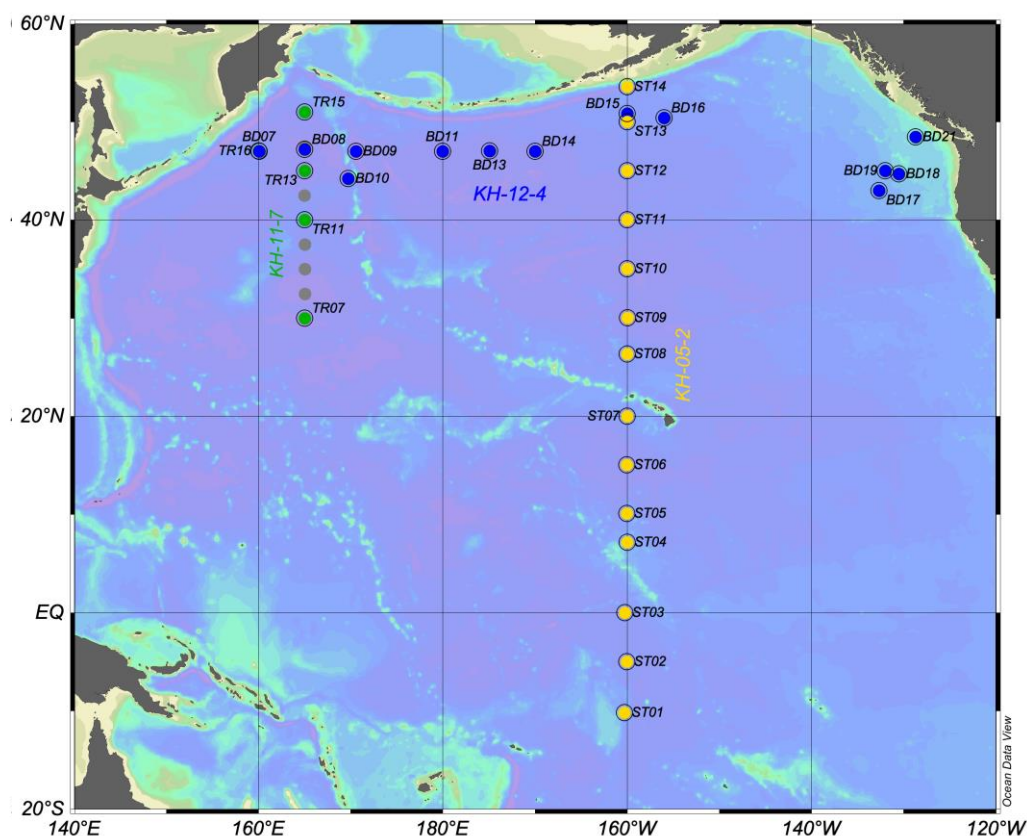 60°N
ST14
TR15
BD15
BD16
ST13
BD21
BD07
BD08
BD11
BD14
TR16
BD09
BD13
TR13
BD10
ST12
BD19
BD18
BD17
KH-12-4
40°N
TR11
ST11
KH-11-7
ST10
TR07
ST09
ST08
KH-05-2
20°N
ST07
ST06
ST05
ST04
EQ
ST03
ST02
ST01
Ocean Data View
20°S
140°E
160°E
180°E
160°W
140°W
120°W